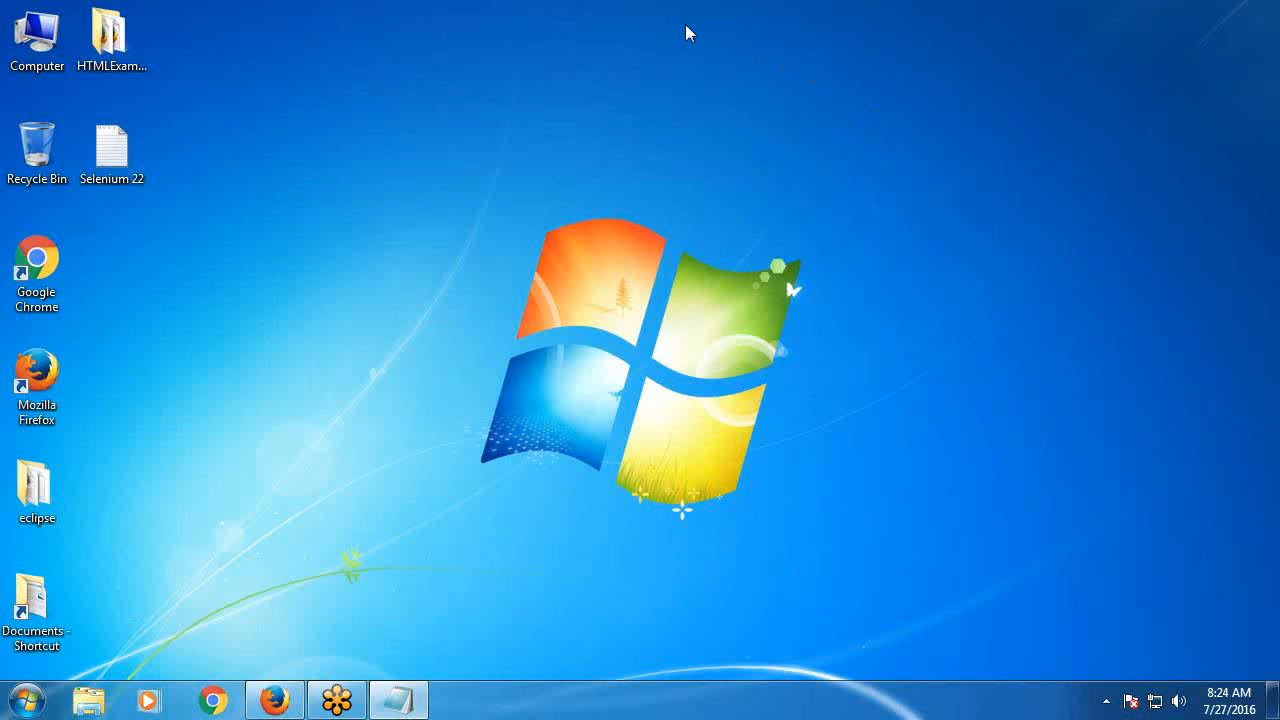 Computer
HTMLExam...
Recycle Bin
Selenium 22
Google
Chrome
Mozilla
Firefox
eclipse
Documents -
Shortcut
8:24 AM
7/27/2016